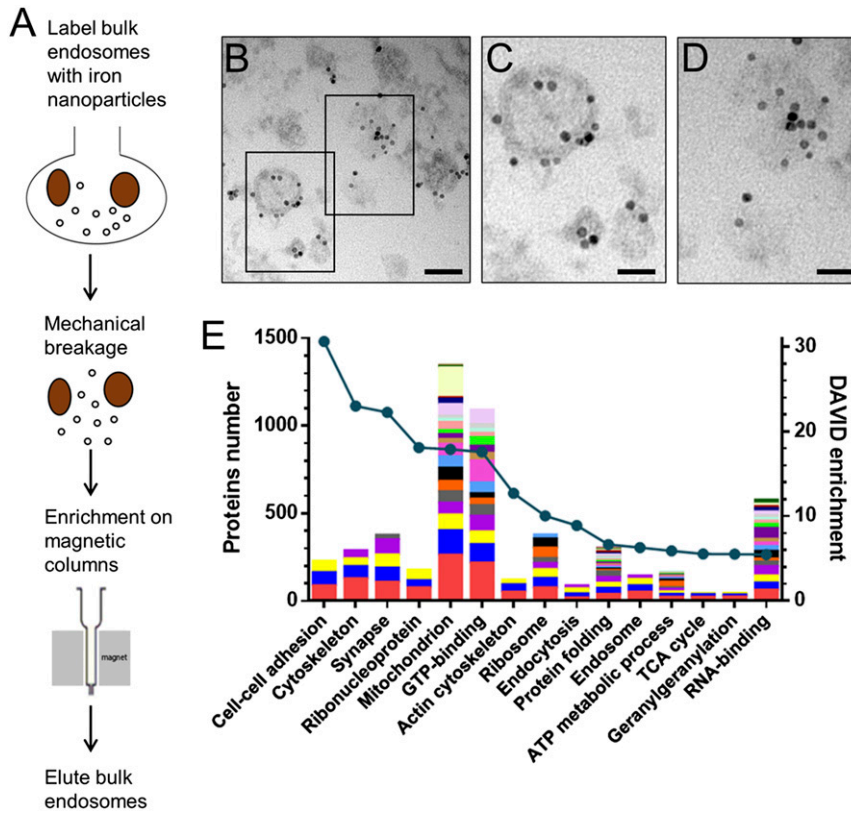 A
Label bulk
endosomes
with iron
nanoparticles
Mechanical
breakage
Enrichment on
magnetic
columns
magnet
Elute bulk
endosomes
B
C
D
E
Proteins number
1500
1000
500
0
DAVID enrichment
30
20
10
0
Cell-cell adhesion
Cytoskeleton
Synapse
Ribonucleoprotein
Mitochondrion
GTP-binding
Actin cytoskeleton
Ribosome
Endocytosis
Protein folding
Endosome
ATP metabolic process
TCA cycle
Geranylgeranylation
RNA-binding